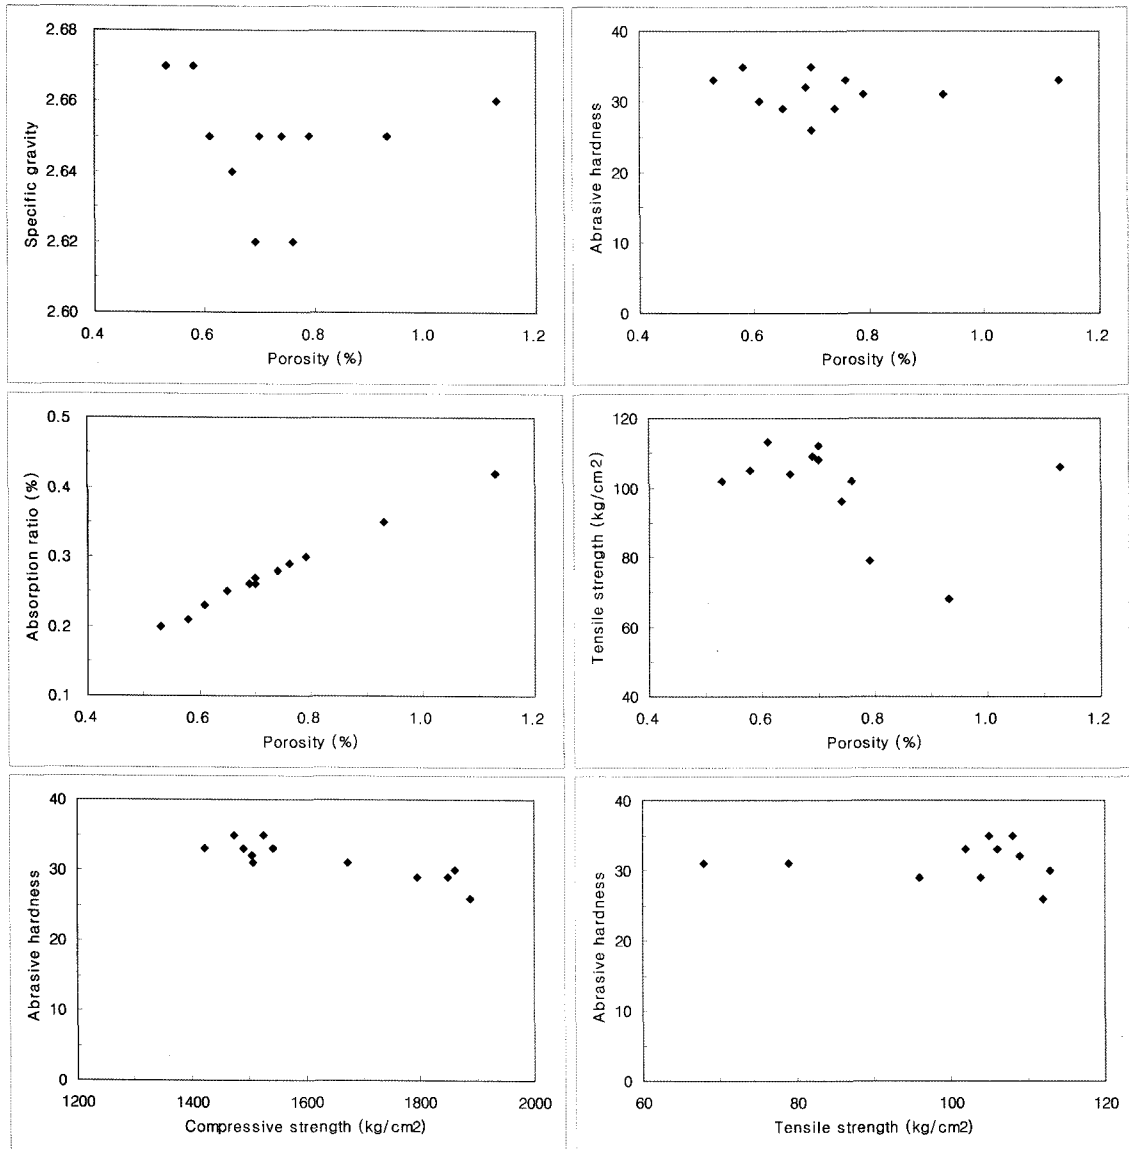 Specific gravity
2.68
2.66
2.64
2.62
2.60
0.4 0.6 0.8 1.0 1.2
Porosity (%)
Abrasive hardness
40
30
20
10
0
0.4 0.6 0.8 1.0 1.2
Porosity (%)
Absorption ratio (%)
0.5
0.4
0.3
0.2
0.1
0.4 0.6 0.8 1.0 1.2
Porosity (%)
Tensile strength (kg/cm2)
120
100
80
60
40
0.4 0.6 0.8 1.0 1.2
Porosity (%)
Abrasive hardness
40
30
20
10
0
1200 1400 1600 1800 2000
Compressive strength (kg/cm2)
Abrasive hardness
40
30
20
10
0
60 80 100 120
Tensile strength (kg/cm2)